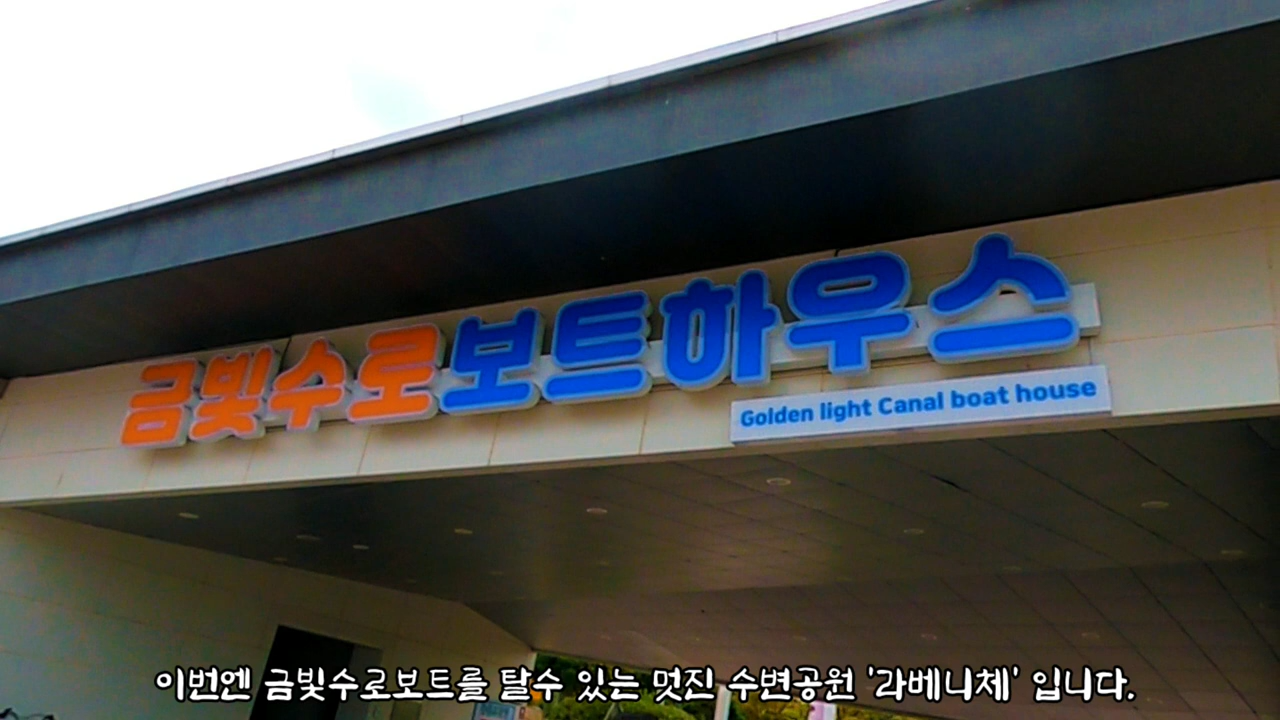 금빛수로보트하우스
Golden light Canal boat house
이번엔 금빛수로보트를 탈수 있는 멋진 수변공원 '라베니체' 입니다.